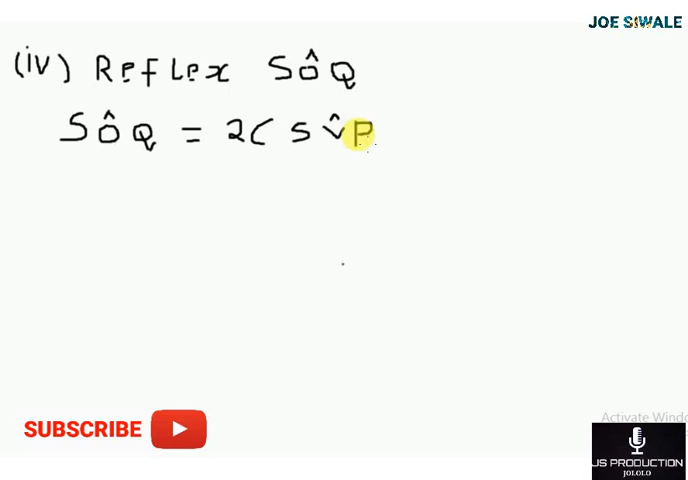 JOE SIWALE
(iv) Reflex SÔQ
SÔQ = 2( SV̂P
SUBSCRIBE
Activate Windo
JS PRODUCTION
JOLOLO